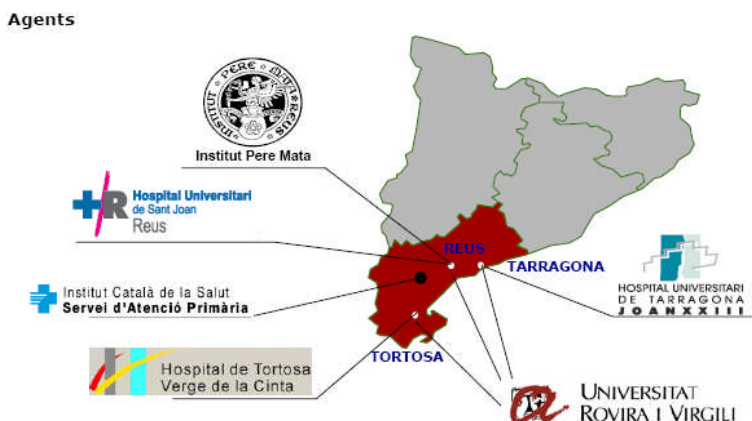 Agents
INSTITUT PERE MATA REUS
Institut Pere Mata
+R
Hospital Universitari
de Sant Joan
Reus
REUS
TARRAGONA
HOSPITAL UNIVERSITARI
DE TARRAGONA
JOANXXIII
Institut Català de la Salut
Servei d'Atenció Primària
TORTOSA
Hospital de Tortosa
Verge de la Cinta
UNIVERSITAT
ROVIRA I VIRGILI